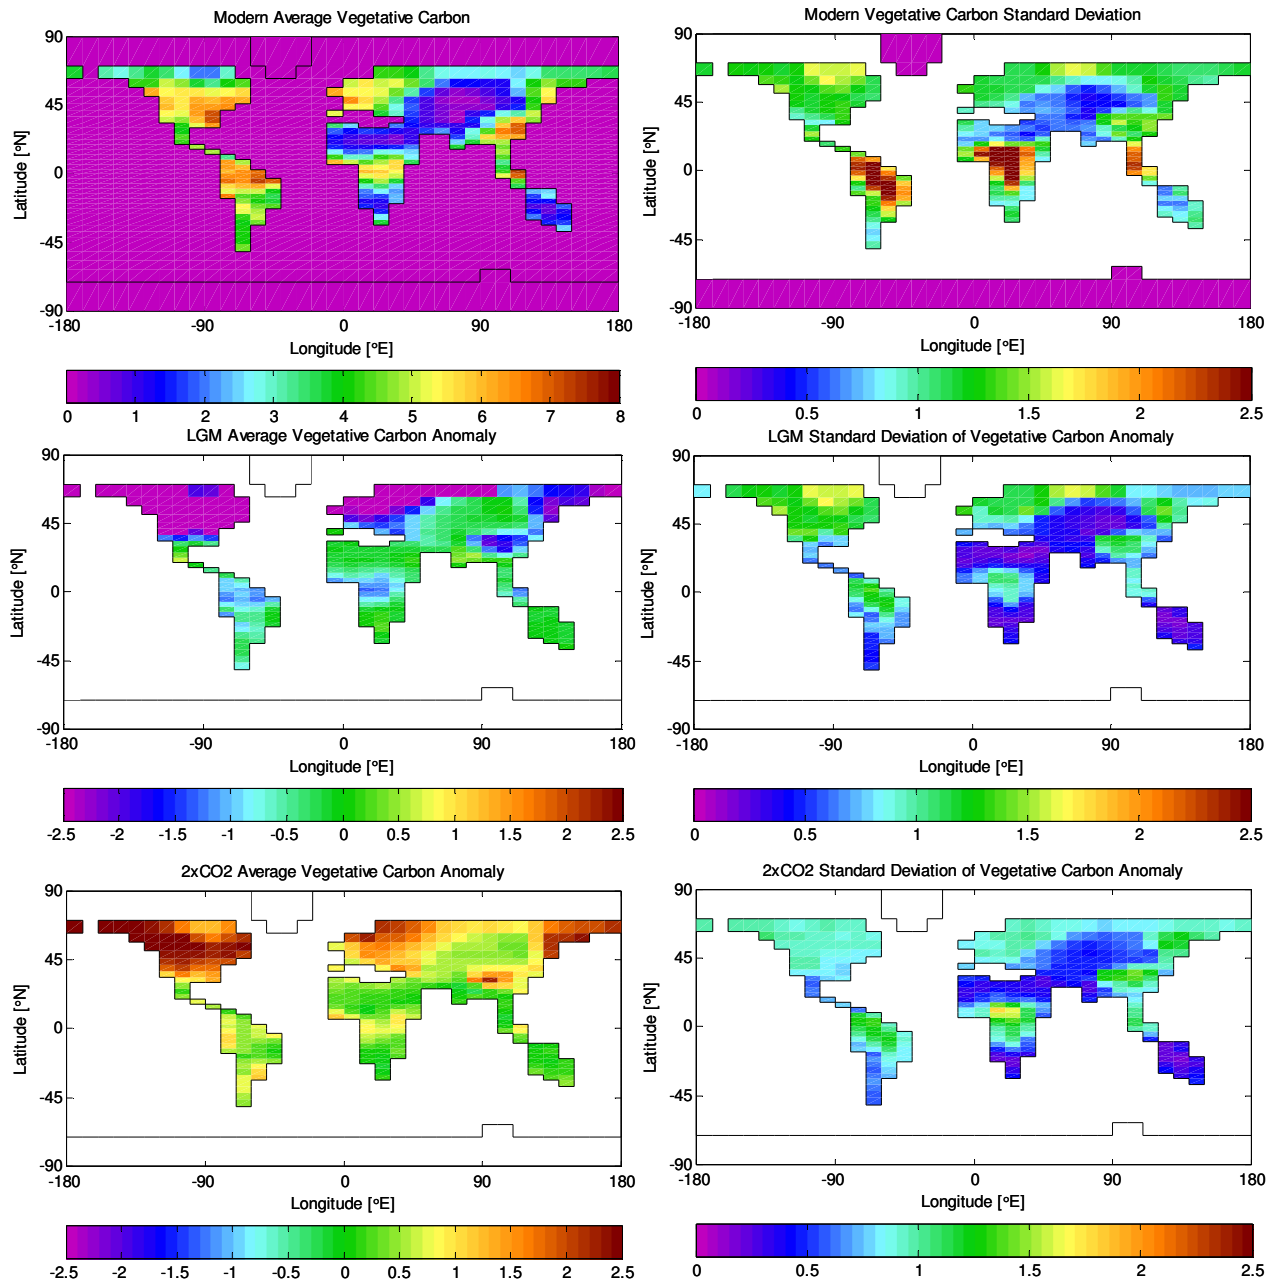 Modern Average Vegetative Carbon
90
45
0
-45
-90
Latitude [°N]
-180 -90 0 90 180
Longitude [°E]
0 1 2 3 4 5 6 7 8
Modern Vegetative Carbon Standard Deviation
90
45
0
-45
-90
Latitude [°N]
-180 -90 0 90 180
Longitude [°E]
0 0.5 1 1.5 2 2.5
LGM Average Vegetative Carbon Anomaly
90
45
0
-45
-90
Latitude [°N]
-180 -90 0 90 180
Longitude [°E]
-2.5 -2 -1.5 -1 -0.5 0 0.5 1 1.5 2 2.5
LGM Standard Deviation of Vegetative Carbon Anomaly
90
45
0
-45
-90
Latitude [°N]
-180 -90 0 90 180
Longitude [°E]
0 0.5 1 1.5 2 2.5
2xCO2 Average Vegetative Carbon Anomaly
90
45
0
-45
-90
Latitude [°N]
-180 -90 0 90 180
Longitude [°E]
-2.5 -2 -1.5 -1 -0.5 0 0.5 1 1.5 2 2.5
2xCO2 Standard Deviation of Vegetative Carbon Anomaly
90
45
0
-45
-90
Latitude [°N]
-180 -90 0 90 180
Longitude [°E]
0 0.5 1 1.5 2 2.5